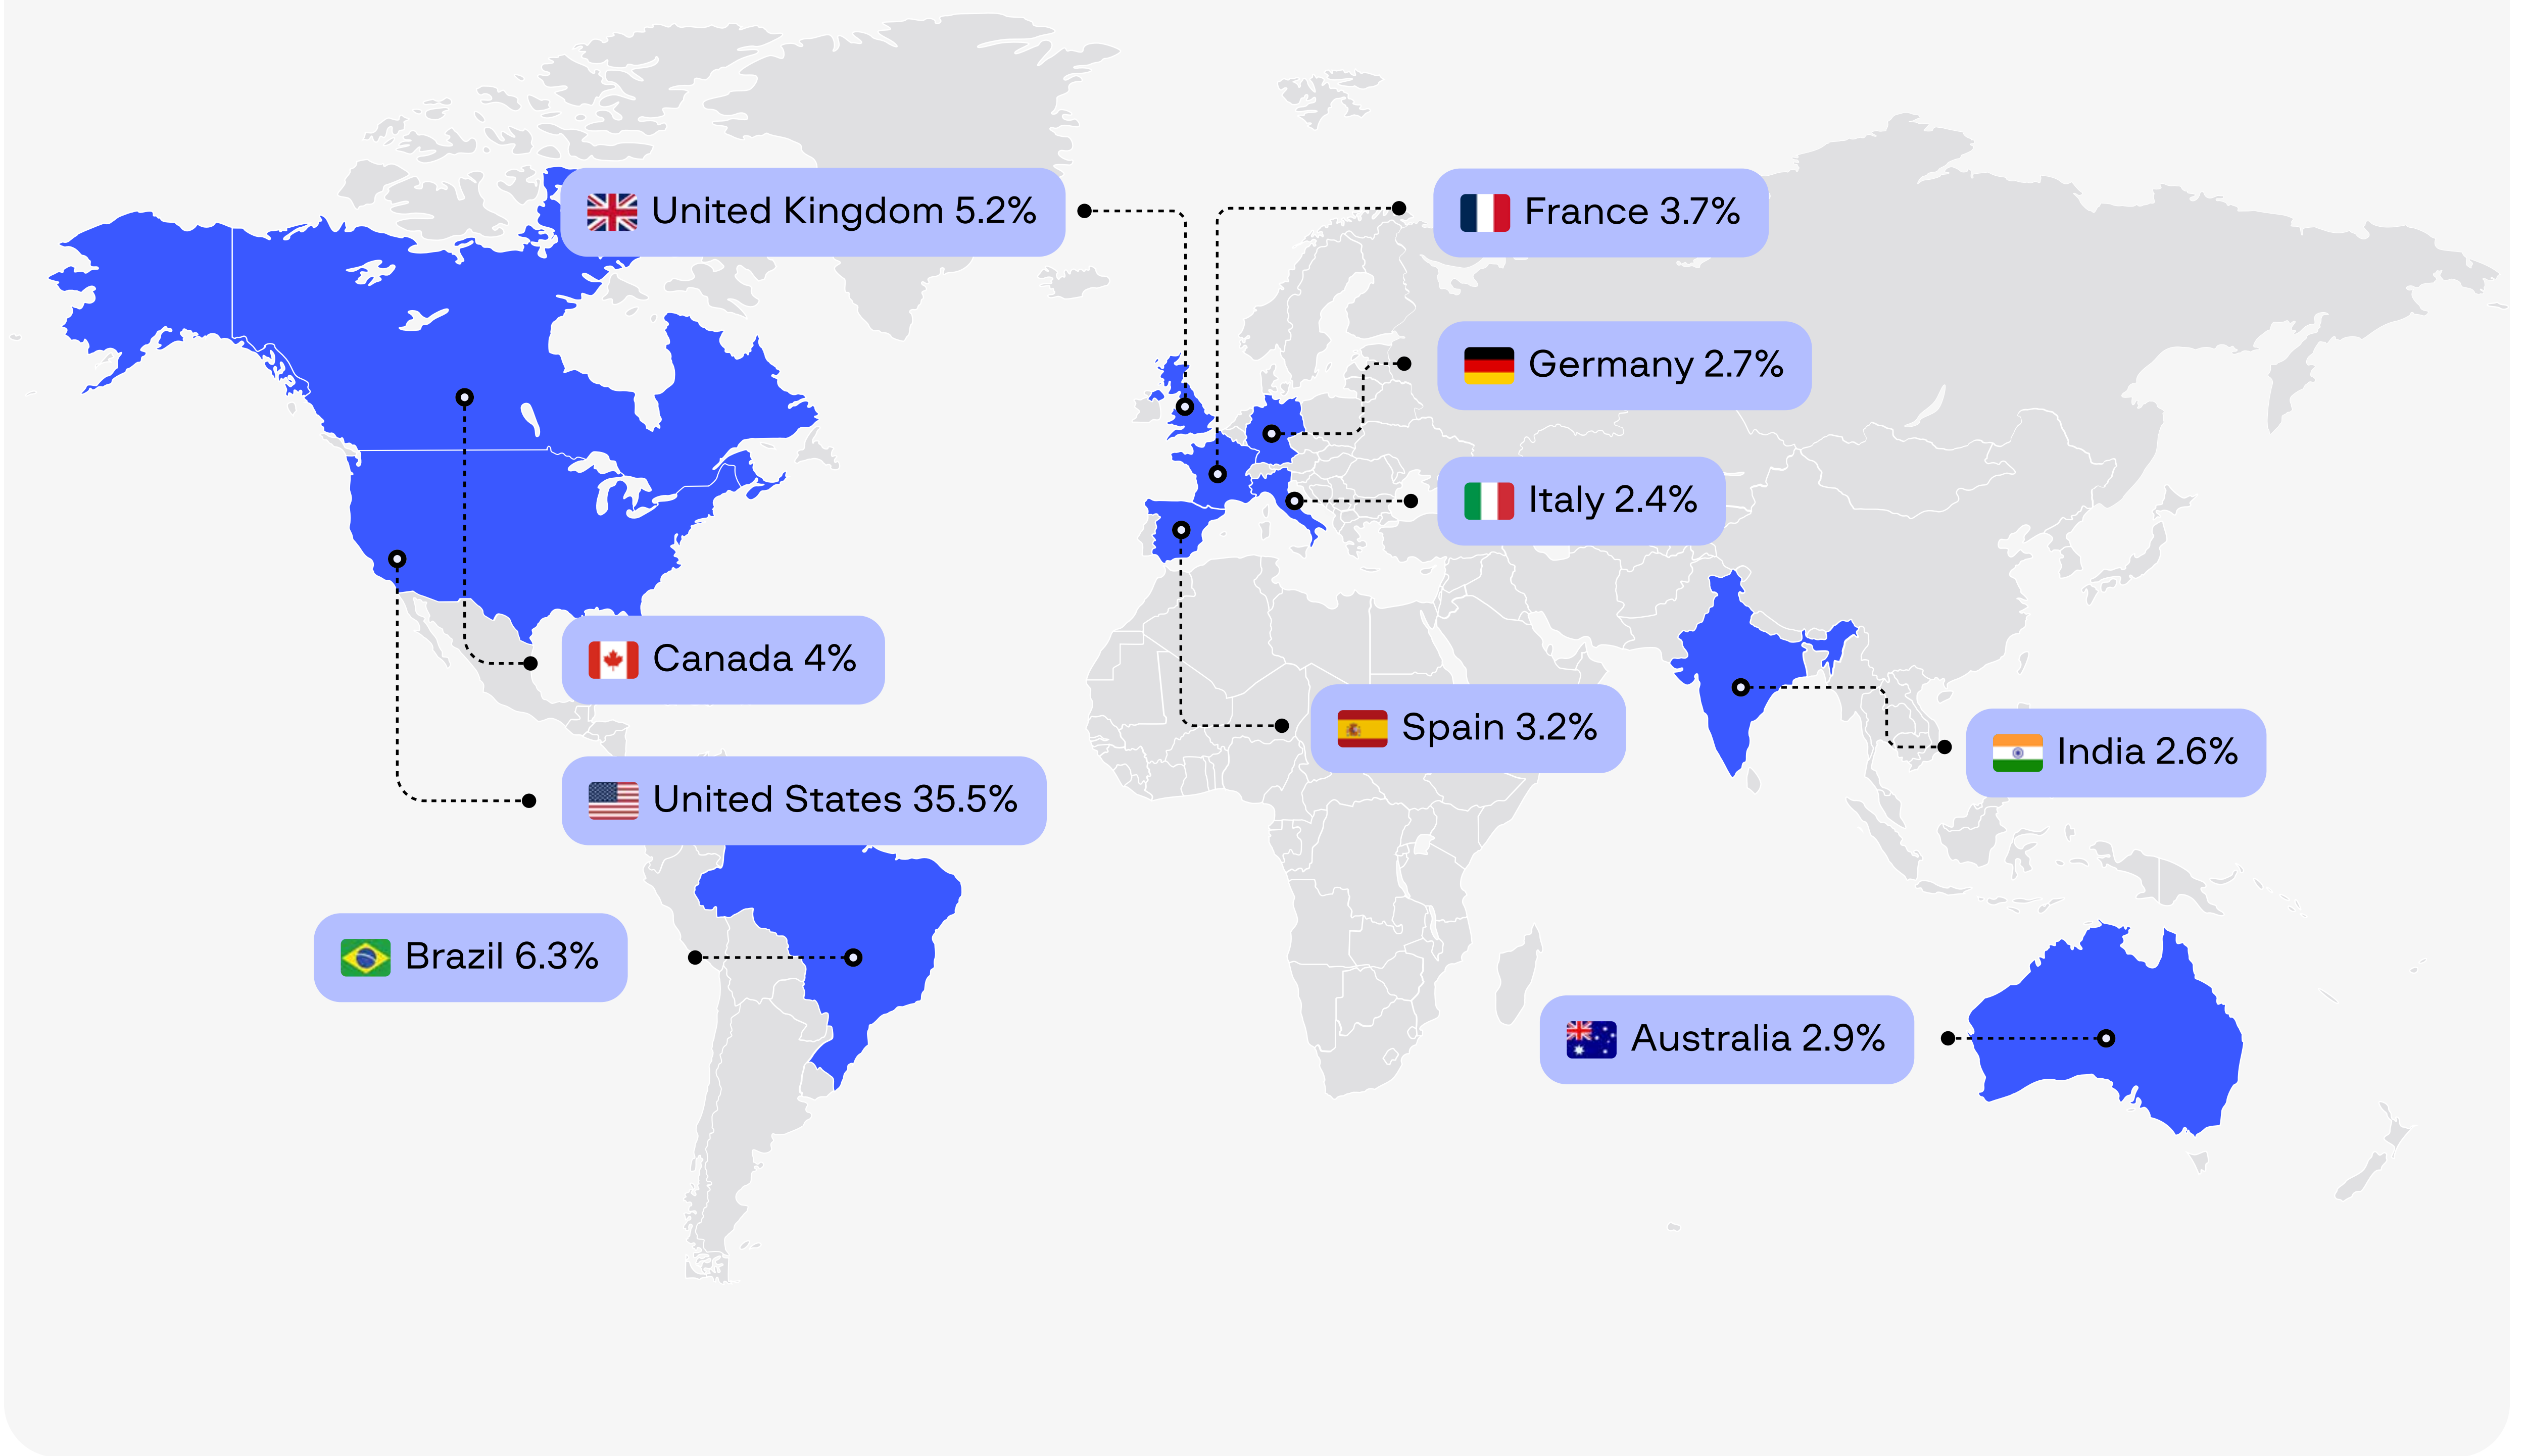 United Kingdom 5.2%
France 3.7%
Germany 2.7%
Italy 2.4%
Canada 4%
Spain 3.2%
India 2.6%
United States 35.5%
Brazil 6.3%
Australia 2.9%